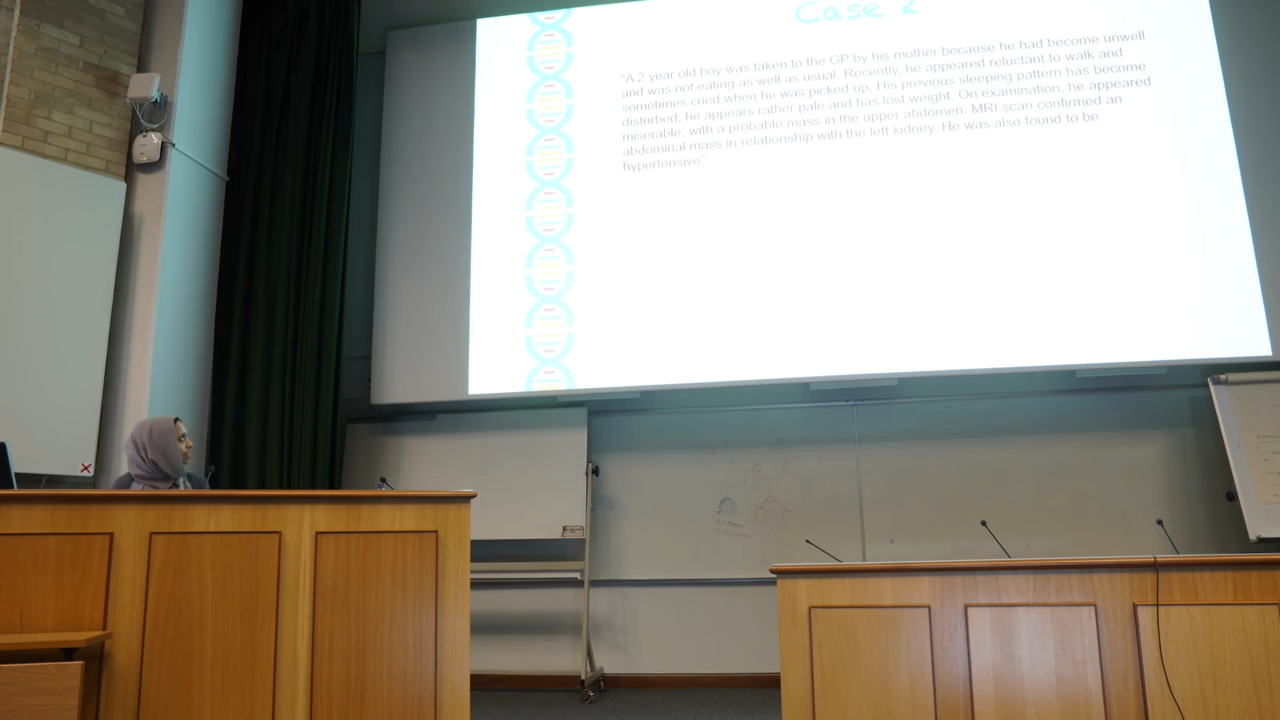 Case 2
"A 2 year old boy was taken to the GP by his mother because he had become unwell
and was not eating as well as usual. Recently, he appeared reluctant to walk and
sometimes cried when he was picked up. His previous sleeping pattern has become
disturbed; he appears rather pale and has lost weight. On examination, he appeared
miserable, with a probable mass in the upper abdomen. MRI scan confirmed an
abdominal mass in relationship with the left kidney. He was also found to be
hypertensive"